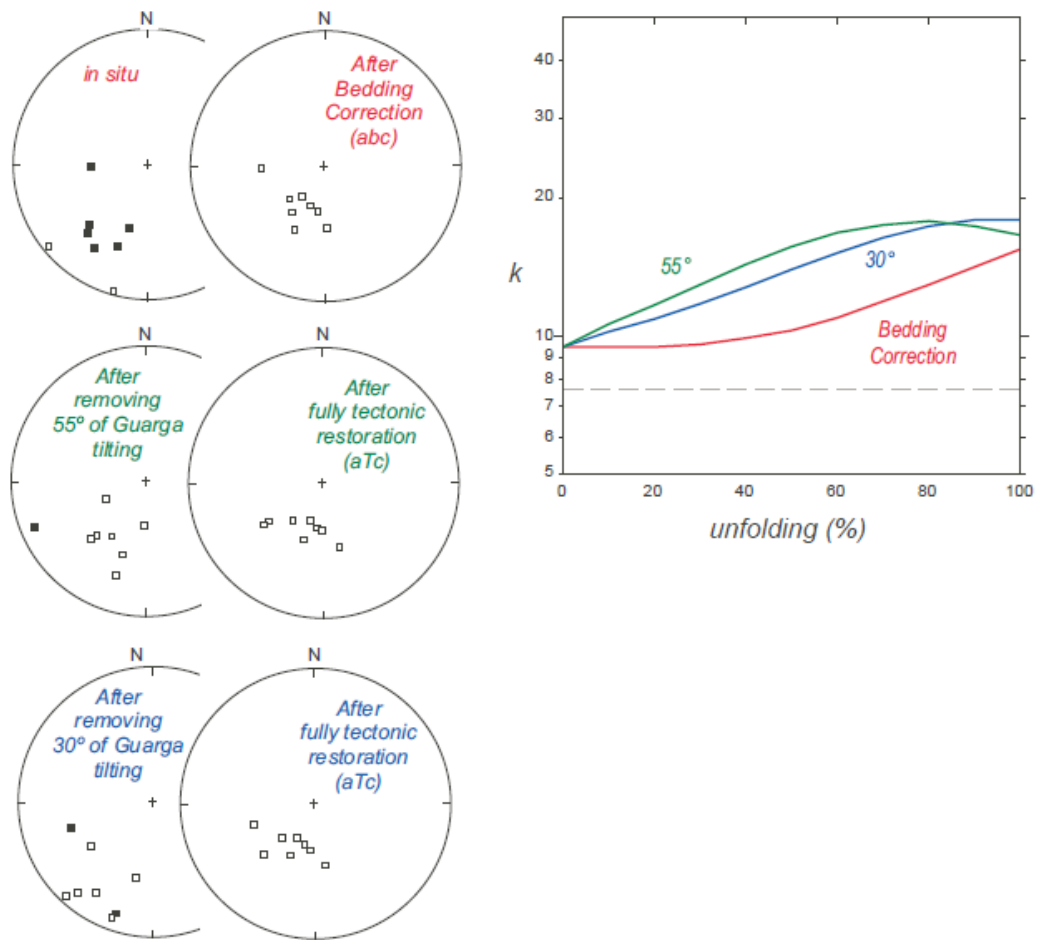 N
in situ
N
After
Bedding
Correction
(abc)
N
After
removing
55º of Guarga
tilting
N
After
fully tectonic
restoration
(aTc)
N
After
removing
30º of Guarga
tilting
N
After
fully tectonic
restoration
(aTc)
40
30
20
10
9
8
7
6
5
k
55°
30°
Bedding
Correction
0 20 40 60 80 100
unfolding (%)